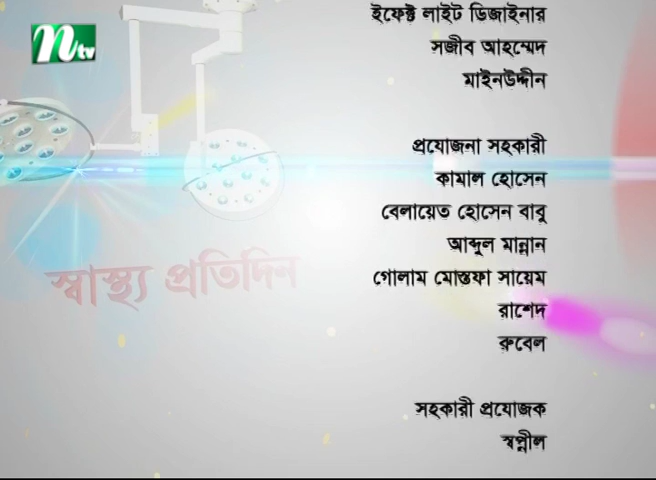 ntv
ইফেক্ট লাইট ডিজাইনার
সজীব আহম্মেদ
মাইনউদ্দীন
প্রযোজনা সহকারী
কামাল হোসেন
বেলায়েত হোসেন বাবু
আব্দুল মান্নান
গোলাম মোস্তফা সায়েম
রাশেদ
রুবেল
স্বাস্থ্য প্রতিদিন
সহকারী প্রযোজক
স্বপ্নীল